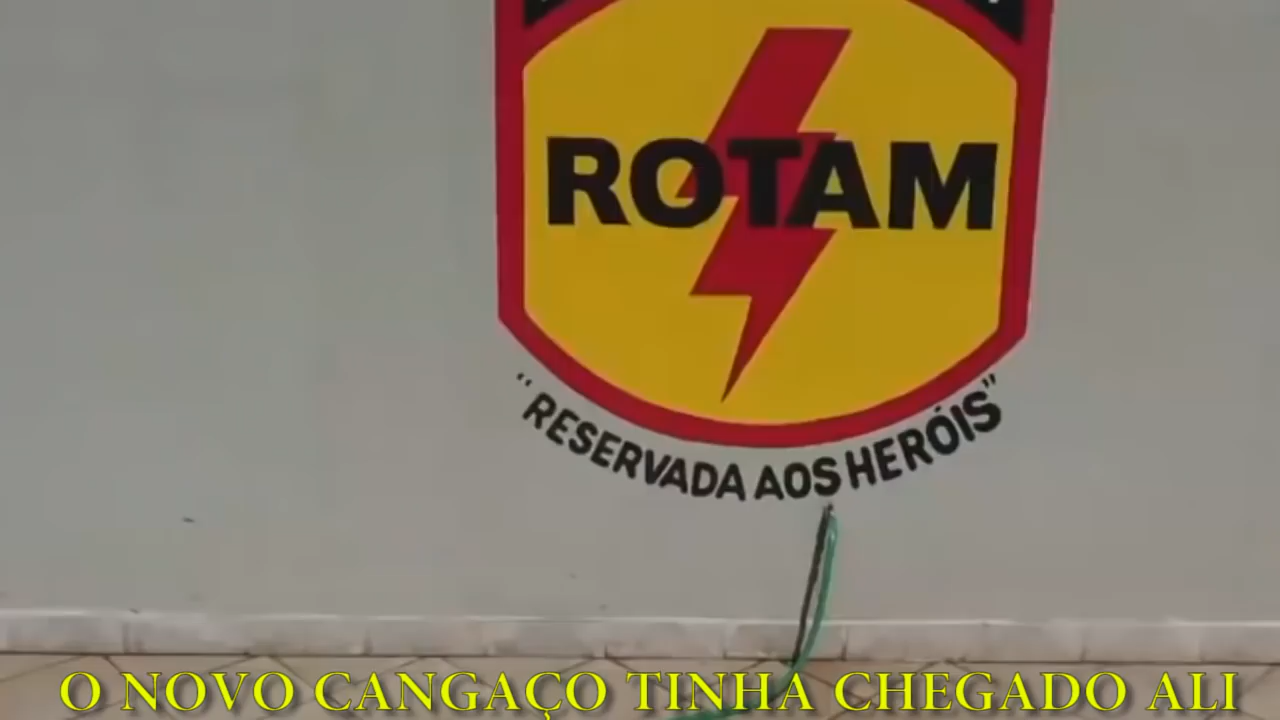 ROTAM
"RESERVADA AOS HERÓIS"
O NOVO CANGAÇO TINHA CHEGADO ALI